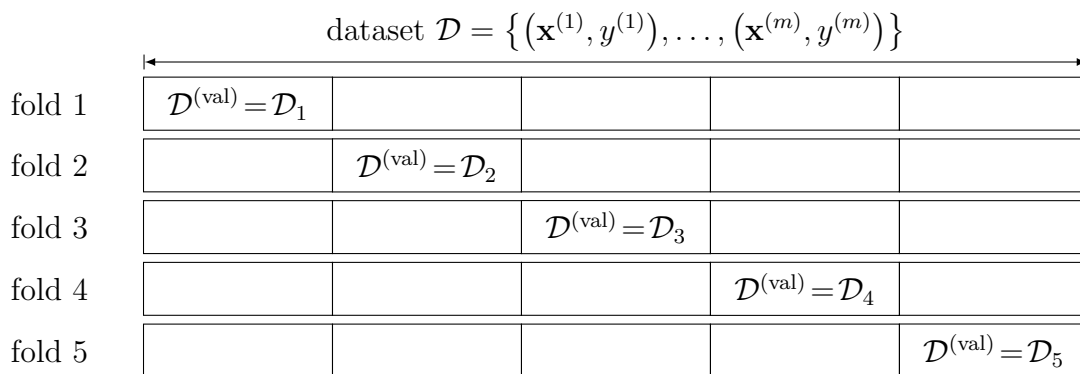 dataset 𝒟 = {(𝐱⁽¹⁾, y⁽¹⁾), . . . , (𝐱⁽ᵐ⁾, y⁽ᵐ⁾)}
fold 1 𝒟⁽ᵛᵃˡ⁾ = 𝒟₁
fold 2 𝒟⁽ᵛᵃˡ⁾ = 𝒟₂
fold 3 𝒟⁽ᵛᵃˡ⁾ = 𝒟₃
fold 4 𝒟⁽ᵛᵃˡ⁾ = 𝒟₄
fold 5 𝒟⁽ᵛᵃˡ⁾ = 𝒟₅